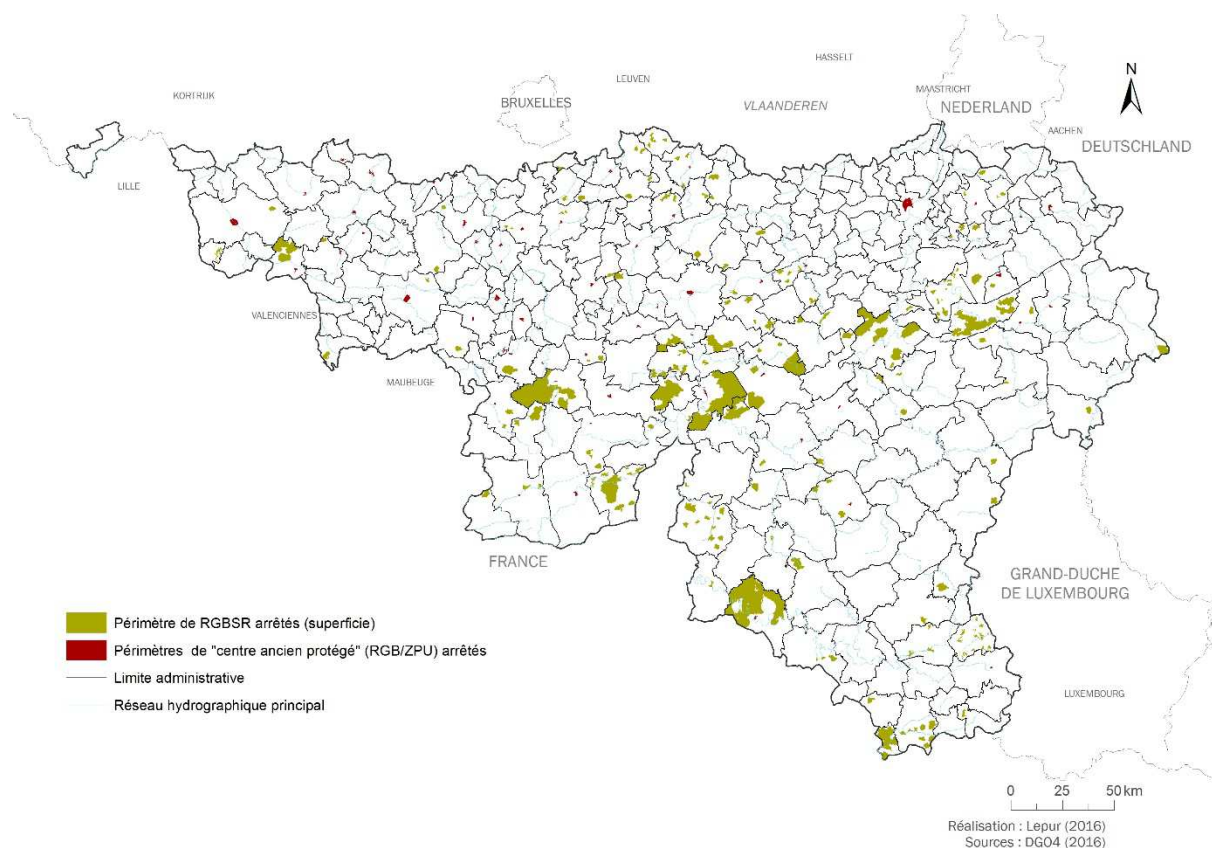 HASSELT
LEUVEN
KORTRIJK
BRUXELLES
VLAANDEREN
MAASTRICHT
NEDERLAND
N
AACHEN
DEUTSCHLAND
LILLE
VALENCIENNES
MAUBEUGE
FRANCE
GRAND-DUCHE
DE LUXEMBOURG
LUXEMBOURG
Périmètre de RGBSR arrêtés (superficie)
Périmètres de "centre ancien protégé" (RGB/ZPU) arrêtés
Limite administrative
Réseau hydrographique principal
0 25 50 km
Réalisation : Lepur (2016)
Sources : DGO4 (2016)